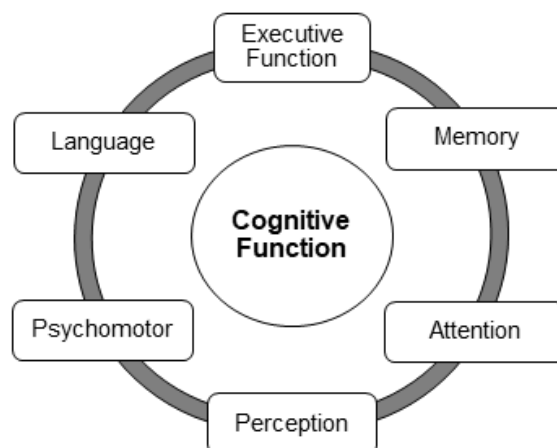 Executive
Function
Language
Memory
Cognitive
Function
Psychomotor
Attention
Perception